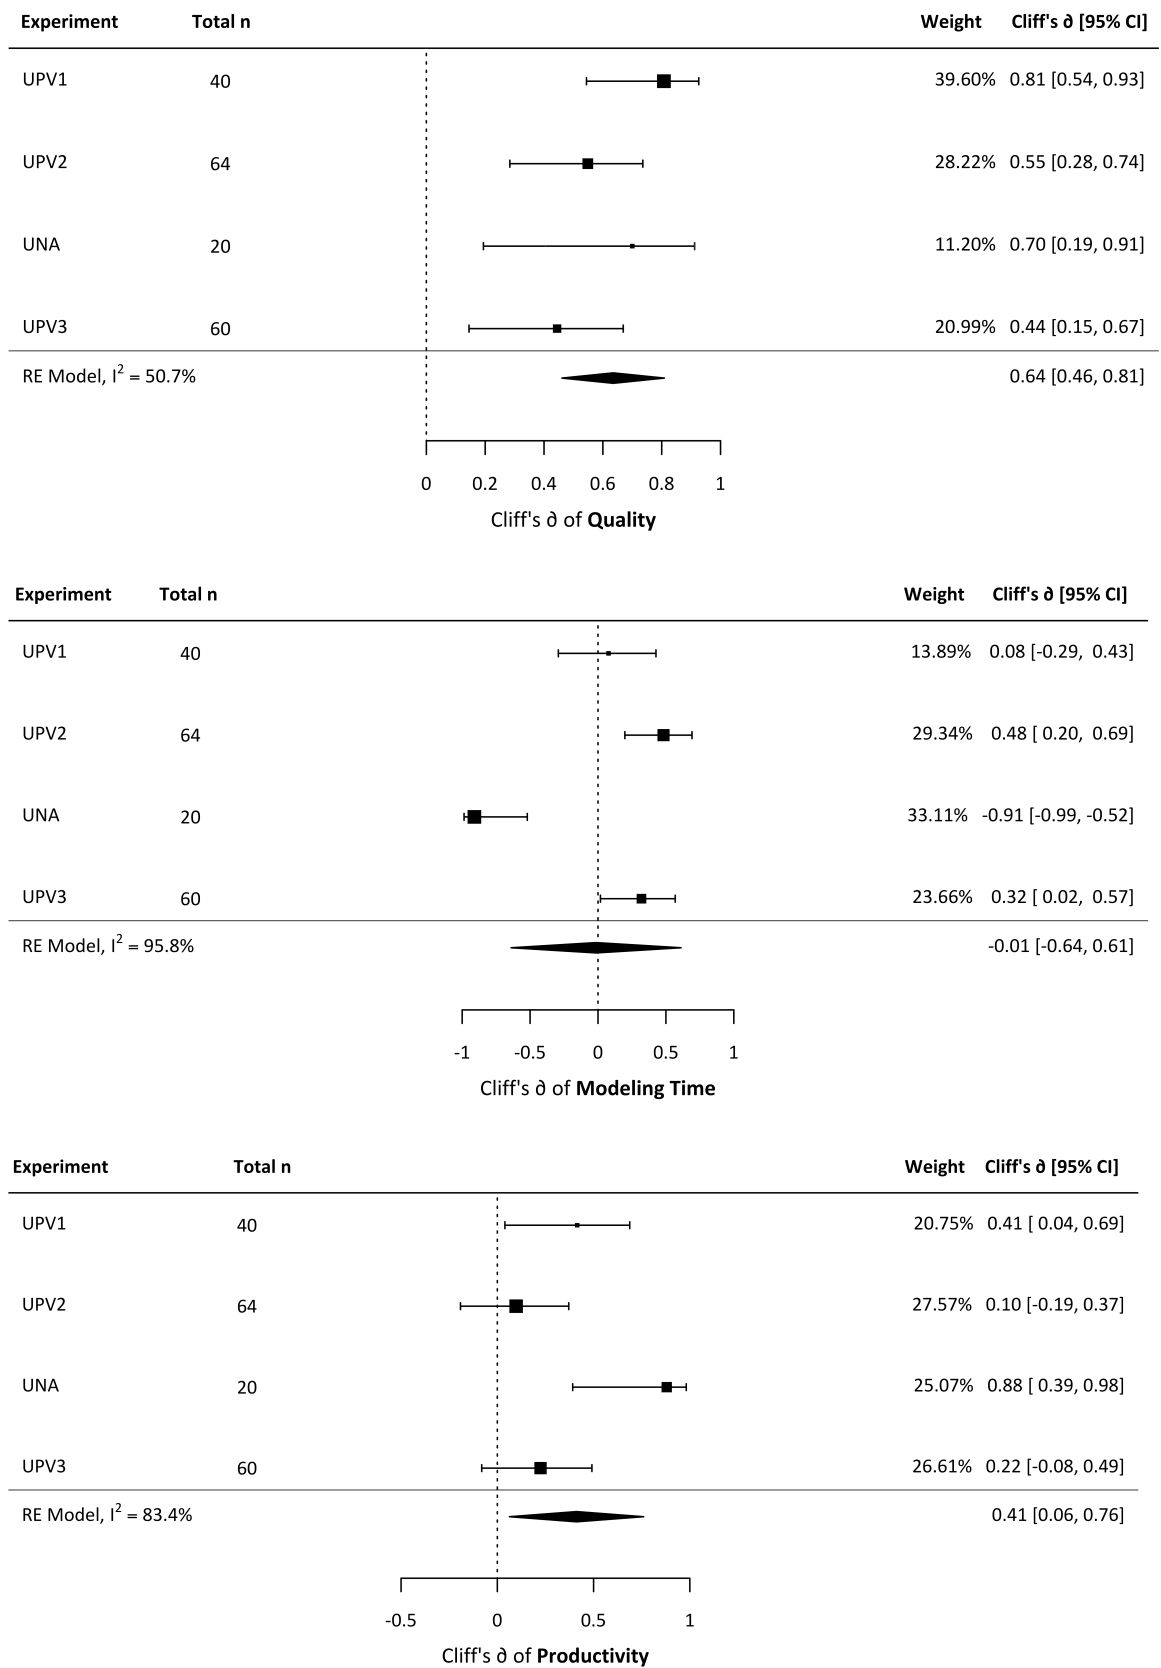 Experiment Total n Weight Cliff's ∂ [95% CI]
UPV1 40 39.60% 0.81 [0.54, 0.93]
UPV2 64 28.22% 0.55 [0.28, 0.74]
UNA 20 11.20% 0.70 [0.19, 0.91]
UPV3 60 20.99% 0.44 [0.15, 0.67]
RE Model, I² = 50.7% 0.64 [0.46, 0.81]
0 0.2 0.4 0.6 0.8 1
Cliff's ∂ of Quality
Experiment Total n Weight Cliff's ∂ [95% CI]
UPV1 40 13.89% 0.08 [-0.29, 0.43]
UPV2 64 29.34% 0.48 [ 0.20, 0.69]
UNA 20 33.11% -0.91 [-0.99, -0.52]
UPV3 60 23.66% 0.32 [ 0.02, 0.57]
RE Model, I² = 95.8% -0.01 [-0.64, 0.61]
-1 -0.5 0 0.5 1
Cliff's ∂ of Modeling Time
Experiment Total n Weight Cliff's ∂ [95% CI]
UPV1 40 20.75% 0.41 [ 0.04, 0.69]
UPV2 64 27.57% 0.10 [-0.19, 0.37]
UNA 20 25.07% 0.88 [ 0.39, 0.98]
UPV3 60 26.61% 0.22 [-0.08, 0.49]
RE Model, I² = 83.4% 0.41 [0.06, 0.76]
-0.5 0 0.5 1
Cliff's ∂ of Productivity